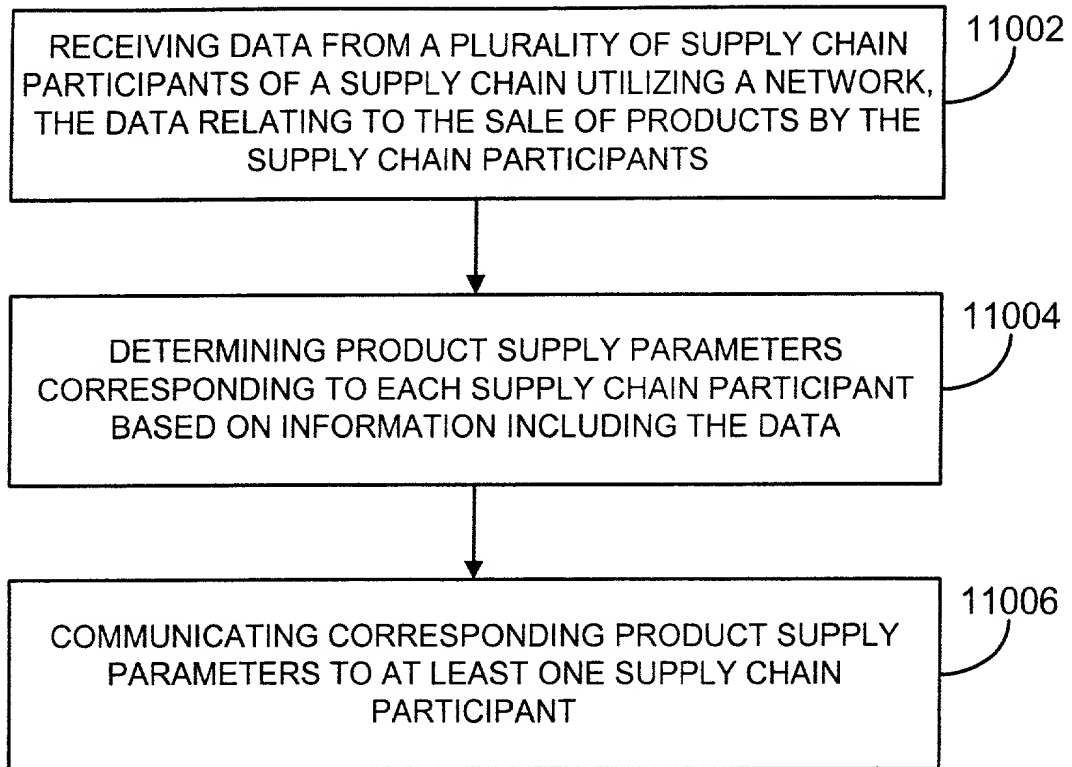 RECEIVING DATA FROM A PLURALITY OF SUPPLY CHAIN
PARTICIPANTS OF A SUPPLY CHAIN UTILIZING A NETWORK,
THE DATA RELATING TO THE SALE OF PRODUCTS BY THE
SUPPLY CHAIN PARTICIPANTS
11002
DETERMINING PRODUCT SUPPLY PARAMETERS
CORRESPONDING TO EACH SUPPLY CHAIN PARTICIPANT
BASED ON INFORMATION INCLUDING THE DATA
11004
COMMUNICATING CORRESPONDING PRODUCT SUPPLY
PARAMETERS TO AT LEAST ONE SUPPLY CHAIN
PARTICIPANT
11006